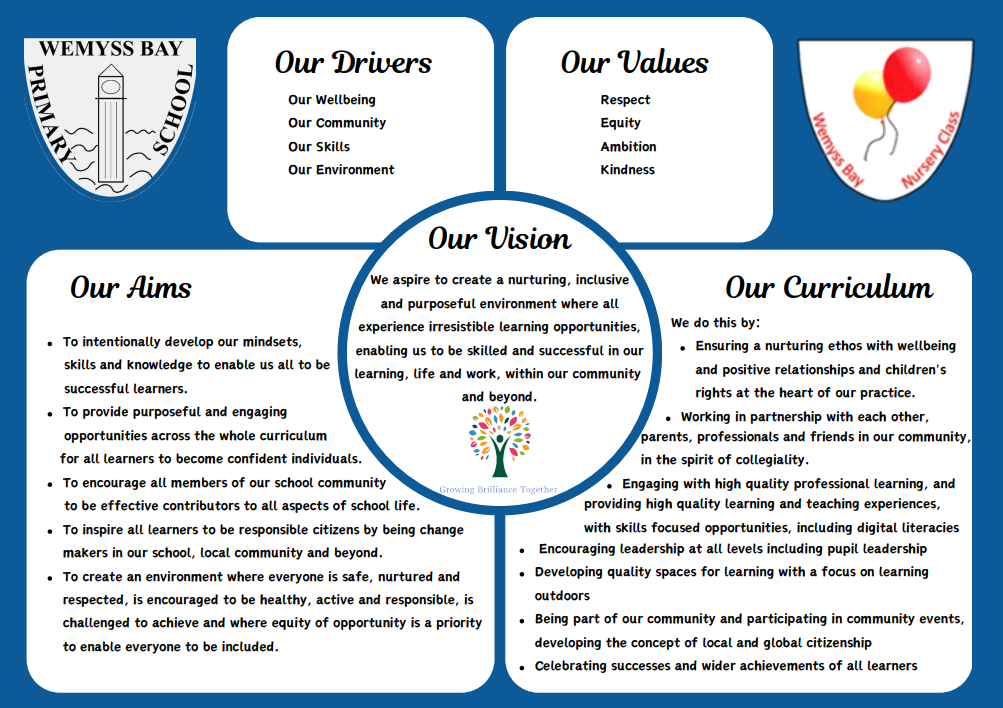 WEMYSS BAY
PRIMARY
SCHOOL
Our Drivers
Our Wellbeing
Our Community
Our Skills
Our Environment
Our Values
Respect
Equity
Ambition
Kindness
Wemyss Bay
Nursery Class
Our Vision
We aspire to create a nurturing, inclusive
and purposeful environment where all
experience irresistible learning opportunities,
enabling us to be skilled and successful in our
learning, life and work, within our community
and beyond.
Growing Brilliance Together
Our Aims
• To intentionally develop our mindsets,
skills and knowledge to enable us all to be
successful learners.
• To provide purposeful and engaging
opportunities across the whole curriculum
for all learners to become confident individuals.
• To encourage all members of our school community
to be effective contributors to all aspects of school life.
• To inspire all learners to be responsible citizens by being change
makers in our school, local community and beyond.
• To create an environment where everyone is safe, nurtured and
respected, is encouraged to be healthy, active and responsible, is
challenged to achieve and where equity of opportunity is a priority
to enable everyone to be included.
Our Curriculum
We do this by:
• Ensuring a nurturing ethos with wellbeing
and positive relationships and children's
rights at the heart of our practice.
• Working in partnership with each other,
parents, professionals and friends in our community,
in the spirit of collegiality.
• Engaging with high quality professional learning, and
providing high quality learning and teaching experiences,
with skills focused opportunities, including digital literacies
• Encouraging leadership at all levels including pupil leadership
• Developing quality spaces for learning with a focus on learning
outdoors
• Being part of our community and participating in community events,
developing the concept of local and global citizenship
• Celebrating successes and wider achievements of all learners